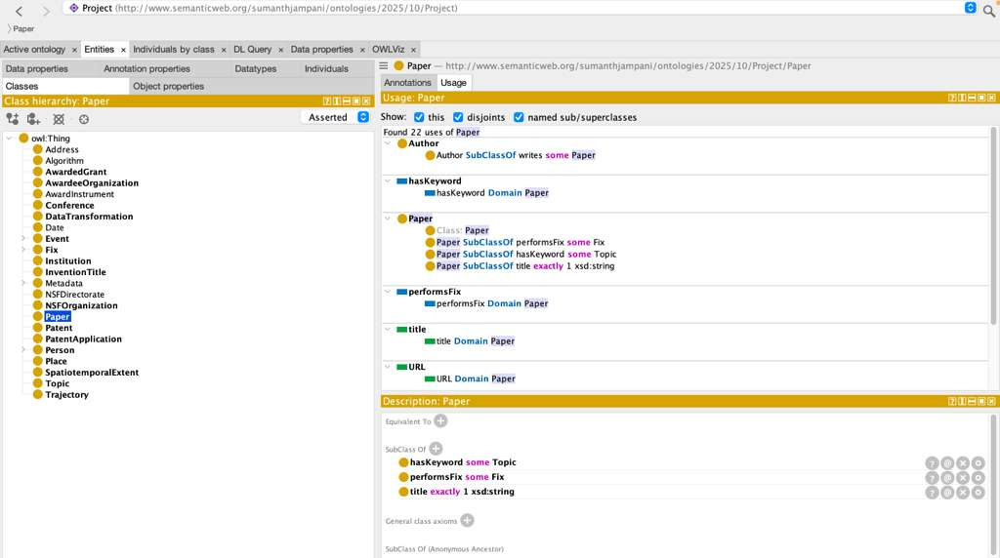 Project (http://www.semanticweb.org/sumanthjampani/ontologies/2025/10/Project)
Paper
Active ontology × Entities × Individuals by class × DL Query × Data properties × OWLViz ×
Data properties Annotation properties Datatypes Individuals
Classes Object properties
Class hierarchy: Paper
Asserted
owl:Thing
Address
Algorithm
AwardedGrant
AwardeeOrganization
AwardInstrument
Conference
DataTransformation
Date
Event
Fix
Institution
InventionTitle
Metadata
NSFDirectorate
NSFOrganization
Paper
Patent
PatentApplication
Person
Place
SpatiotemporalExtent
Topic
Trajectory
Paper — http://www.semanticweb.org/sumanthjampani/ontologies/2025/10/Project/Paper
Annotations Usage
Usage: Paper
Show: this disjoints named sub/superclasses
Found 22 uses of Paper
Author
Author SubClassOf writes some Paper
hasKeyword
hasKeyword Domain Paper
Paper
Class: Paper
Paper SubClassOf performsFix some Fix
Paper SubClassOf hasKeyword some Topic
Paper SubClassOf title exactly 1 xsd:string
performsFix
performsFix Domain Paper
title
title Domain Paper
URL
URL Domain Paper
Description: Paper
Equivalent To
SubClass Of
hasKeyword some Topic
performsFix some Fix
title exactly 1 xsd:string
General class axioms
SubClass Of (Anonymous Ancestor)